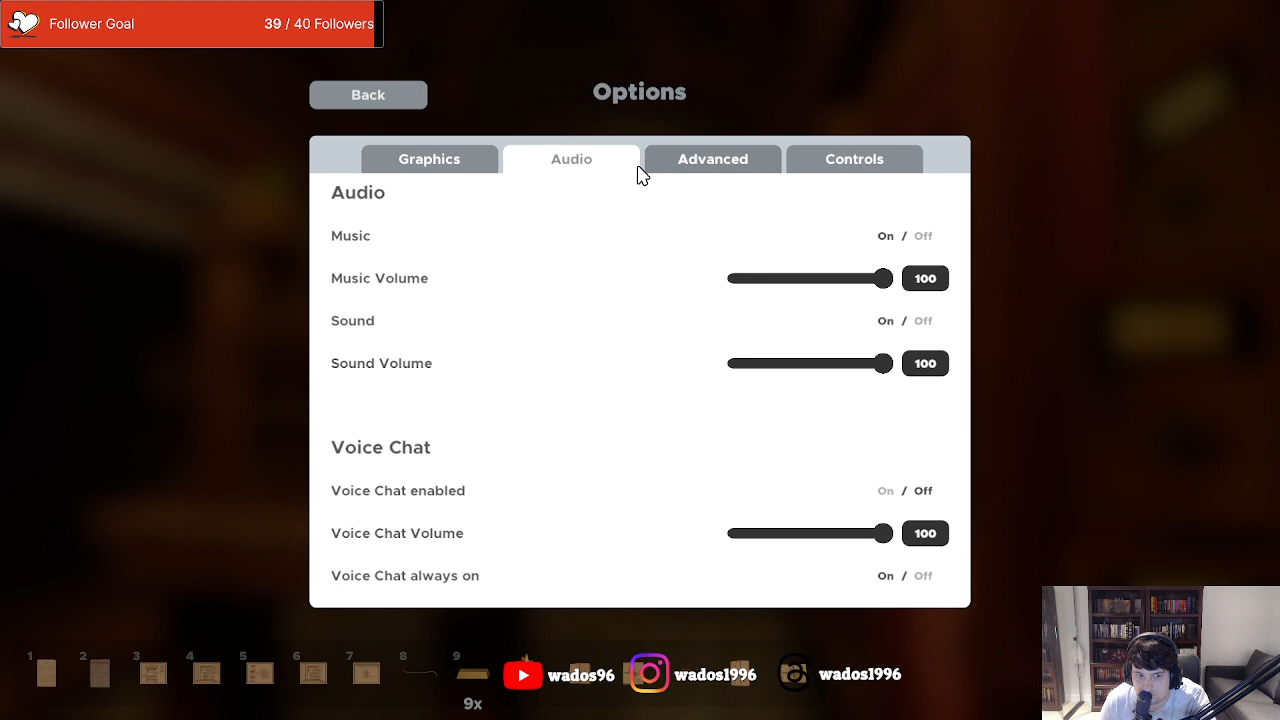 Follower Goal 39 / 40 Followers
Back
Options
Graphics Audio Advanced Controls
Audio
Music On / Off
Music Volume 100
Sound On / Off
Sound Volume 100
Voice Chat
Voice Chat enabled On / Off
Voice Chat Volume 100
Voice Chat always on On / Off
1 2 3 4 5 6 7 8 9
wados96 wados1996 wados1996
9x